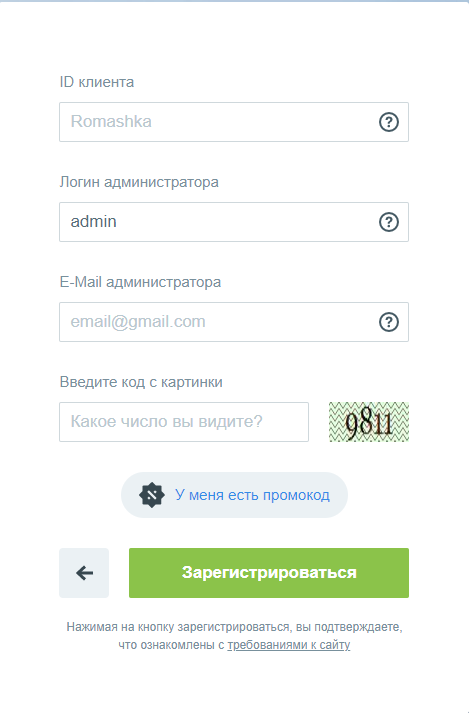 ID клиента
Romashka
Логин администратора
admin
E-Mail администратора
email@gmail.com
Введите код с картинки
Какое число вы видите?
9811
У меня есть промокод
Зарегистрироваться
Нажимая на кнопку зарегистрироваться, вы подтверждаете,
что ознакомлены с требованиями к сайту